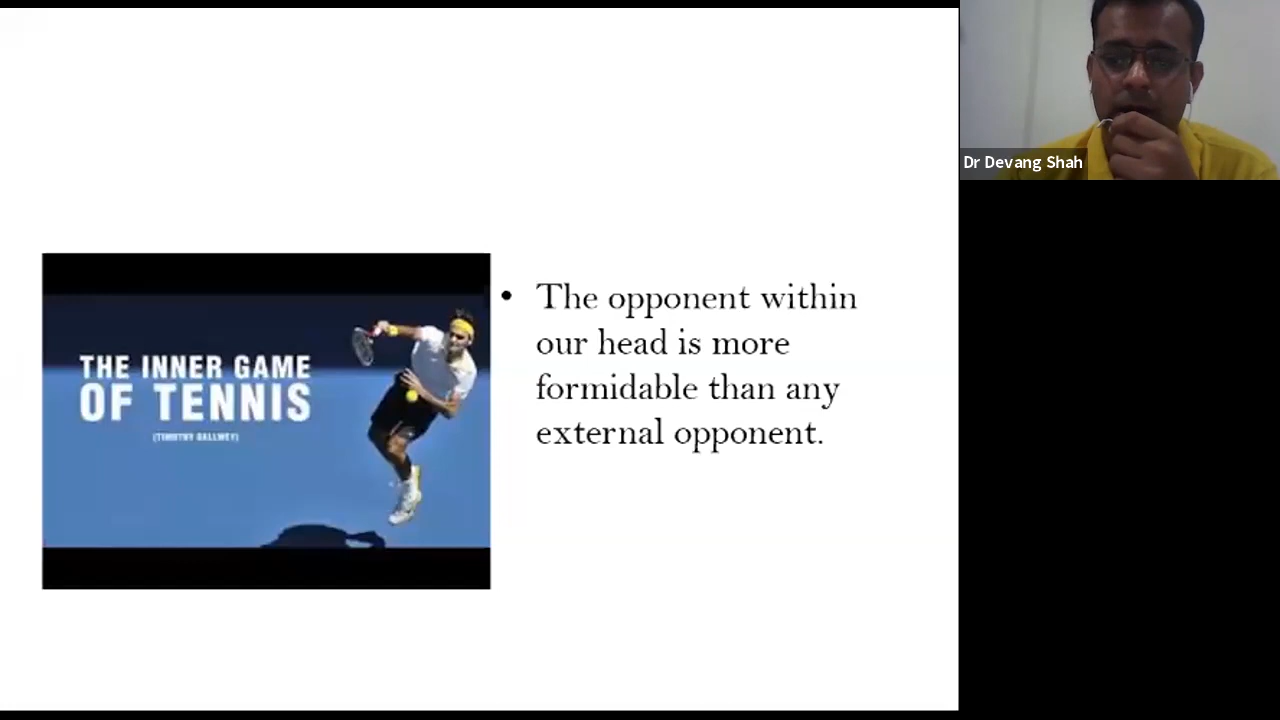 Dr Devang Shah
THE INNER GAME
OF TENNIS
(TIMOTHY GALLWEY)
• The opponent within
our head is more
formidable than any
external opponent.